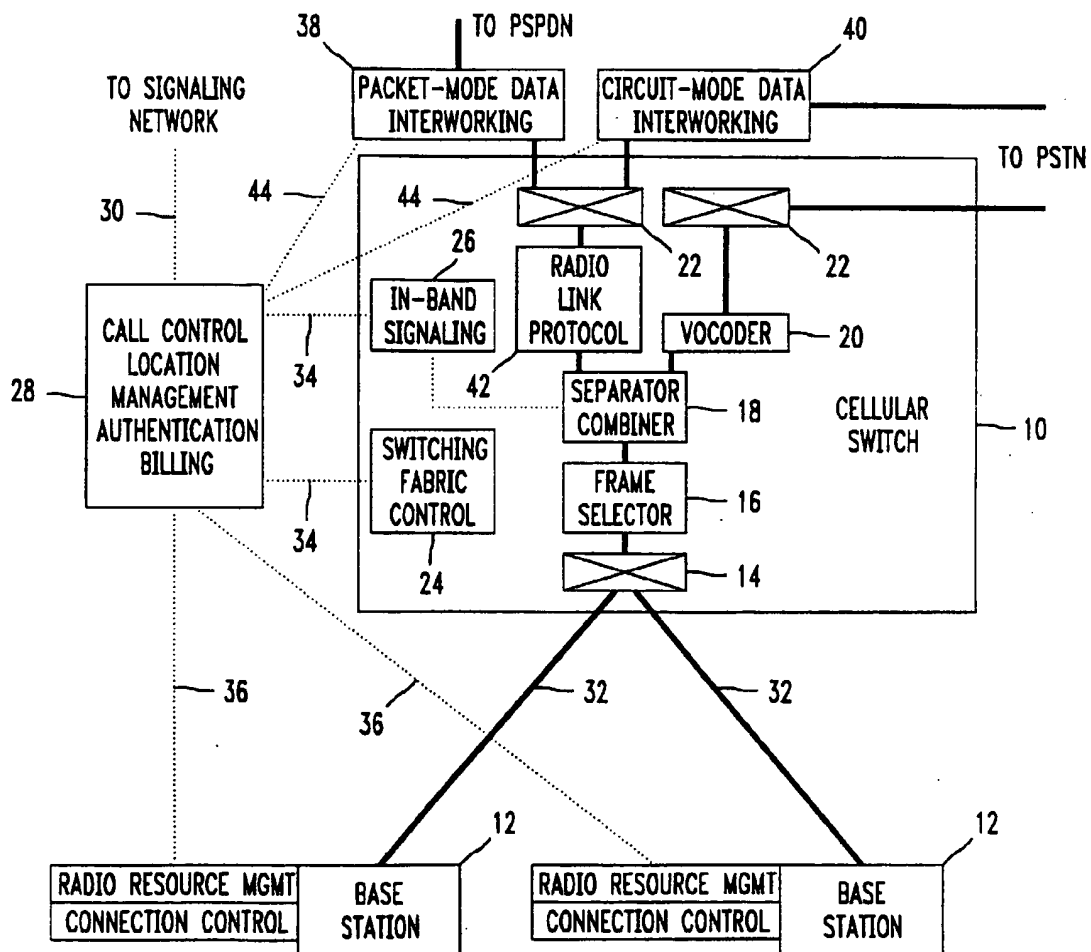 38
TO PSPDN
40
TO SIGNALING
NETWORK
PACKET-MODE DATA
INTERWORKING
CIRCUIT-MODE DATA
INTERWORKING
TO PSTN
44
44
30
26
22
22
IN-BAND
SIGNALING
RADIO
LINK
PROTOCOL
VOCODER
20
34
42
28
CALL CONTROL
LOCATION
MANAGEMENT
AUTHENTICATION
BILLING
SEPARATOR
COMBINER
18
CELLULAR
SWITCH
10
SWITCHING
FABRIC
CONTROL
FRAME
SELECTOR
16
34
24
14
36
36
32
32
12
12
RADIO RESOURCE MGMT
CONNECTION CONTROL
BASE
STATION
RADIO RESOURCE MGMT
CONNECTION CONTROL
BASE
STATION